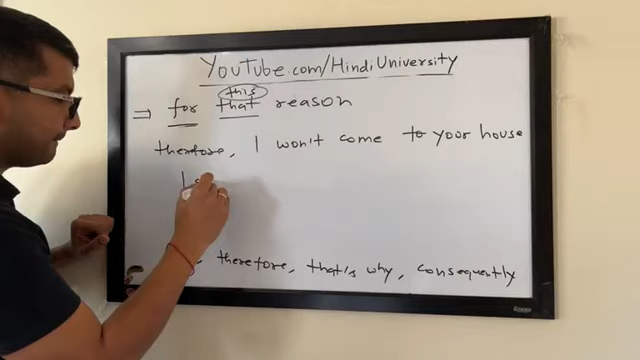 YouTube.com/HindiUniversity
this
⇒ for that reason
therefore, I won't come to your house
I
, therefore, that's why, consequently